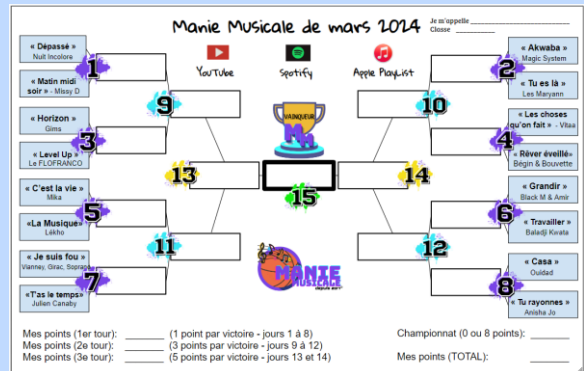 Manie Musicale de mars 2024
Je m'appelle
Classe
YouTube
Spotify
Apple PlayList
VAINQUEUR
MM
« Dépassé »
Nuit Incolore
1
« Matin midi
soir » - Missy D
9
« Horizon »
Gims
3
« Level Up »
Le FLOFRANCO
13
« C'est la vie »
Mika
5
«La Musique»
Lékho
11
« Je suis fou »
Vianney, Girac, Soprano
7
«T'as le temps»
Julien Canaby
« Akwaba »
Magic System
2
« Tu es là »
Les Maryann
10
« Les choses
qu'on fait » - Vitaa
4
«Rêver éveillé»
Bégin & Bouvette
14
15
« Grandir »
Black M & Amir
6
« Travailler »
Baladji Kwata
12
« Casa »
Ouidad
8
« Tu rayonnes »
Anisha Jo
MANIE
MUSICALE
Mes points (1er tour): (1 point par victoire - jours 1 à 8)
Mes points (2e tour): (3 points par victoire - jours 9 à 12)
Mes points (3e tour): (5 points par victoire - jours 13 et 14)
Championnat (0 ou 8 points):
Mes points (TOTAL):